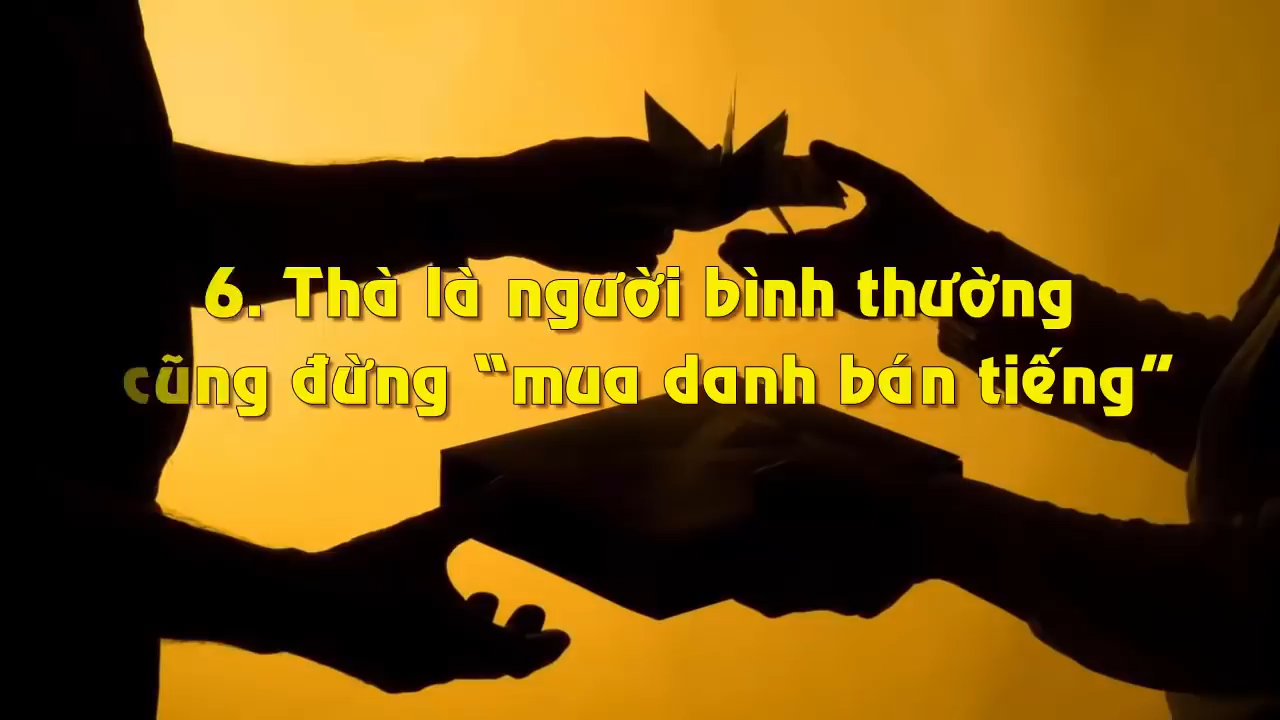 6. Thà là người bình thường
cũng đừng “mua danh bán tiếng”